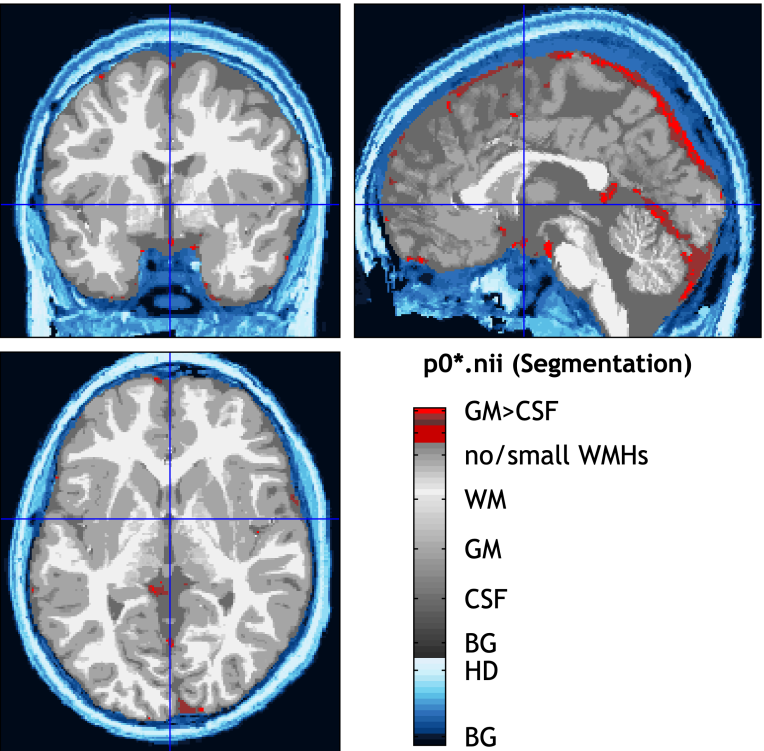 p0*.nii (Segmentation)
GM>CSF
no/small WMHs
WM
GM
CSF
BG
HD
BG